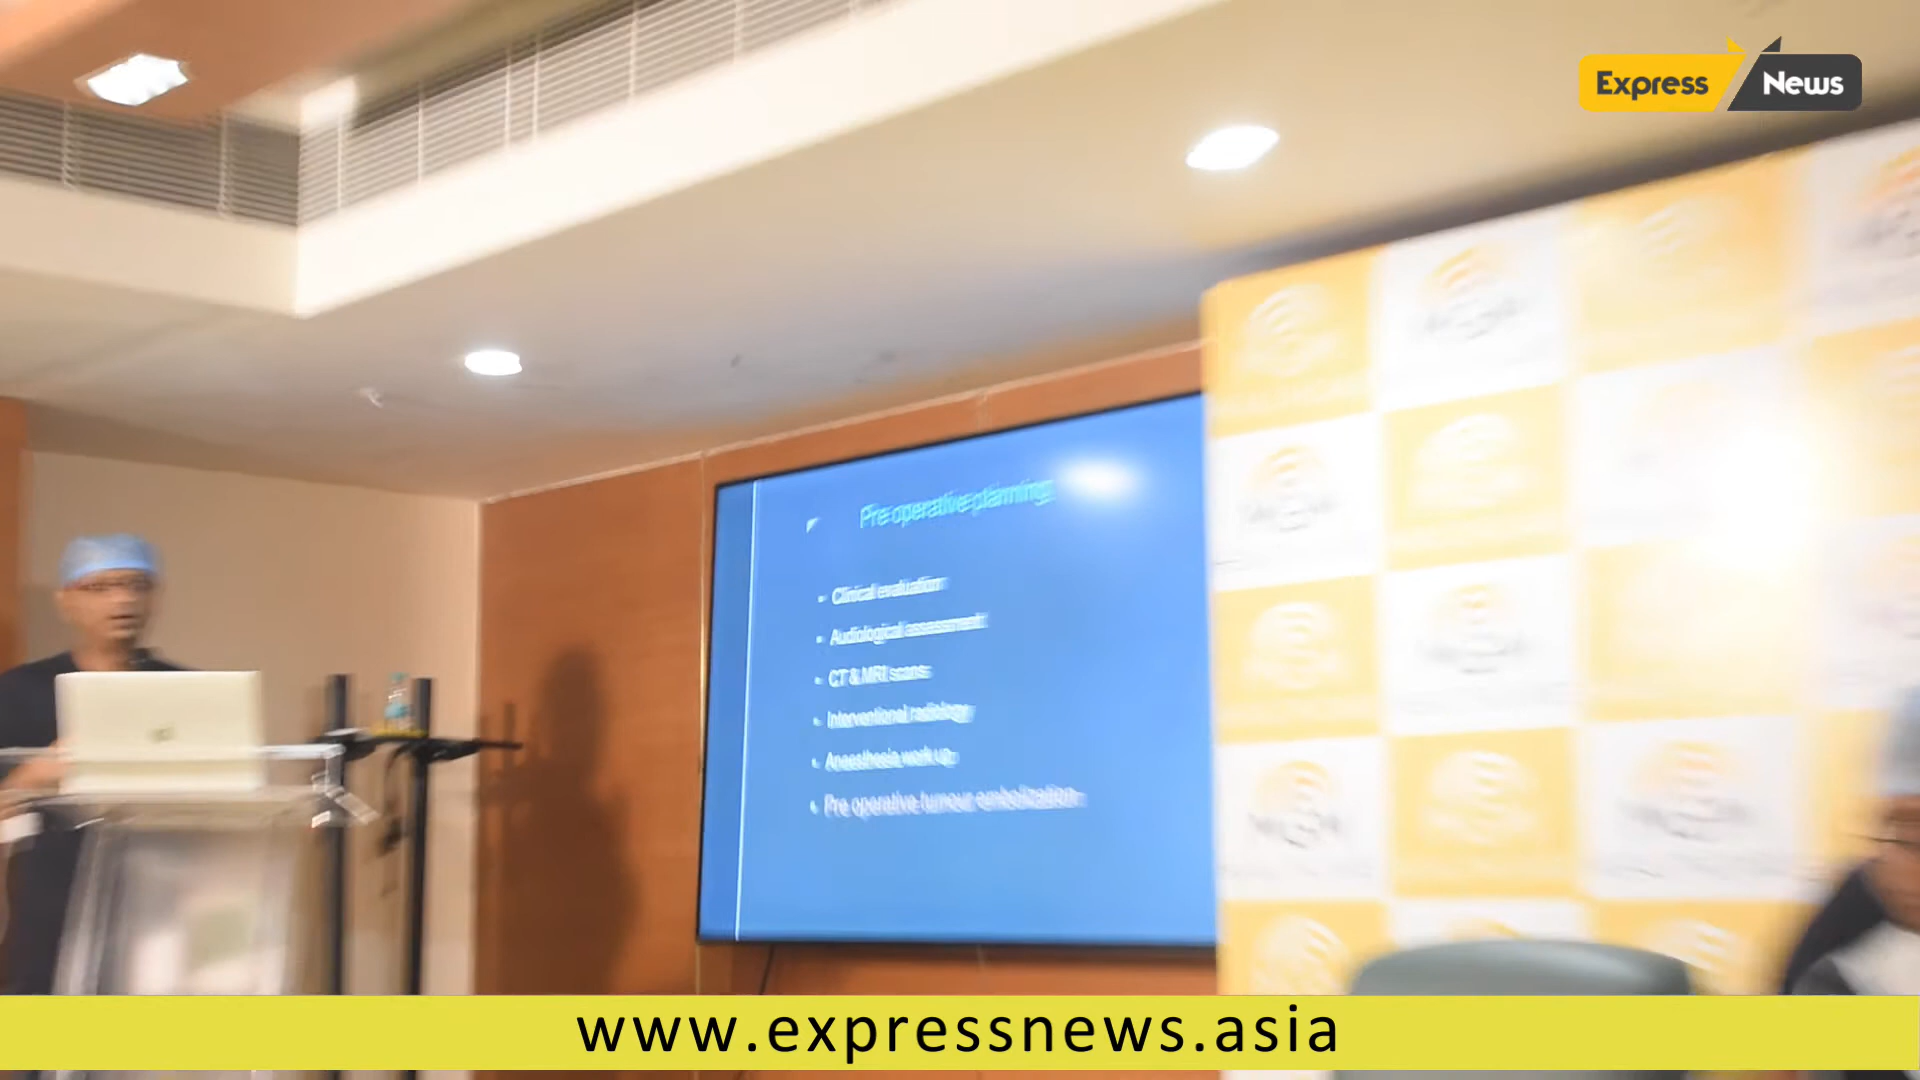 Express News
Pre operative planning:
• Clinical evaluation
• Audiological assessment
• CT & MRI scans
• Interventional radiology
• Anaesthesia work up
• Pre operative tumour embolization
www.expressnews.asia